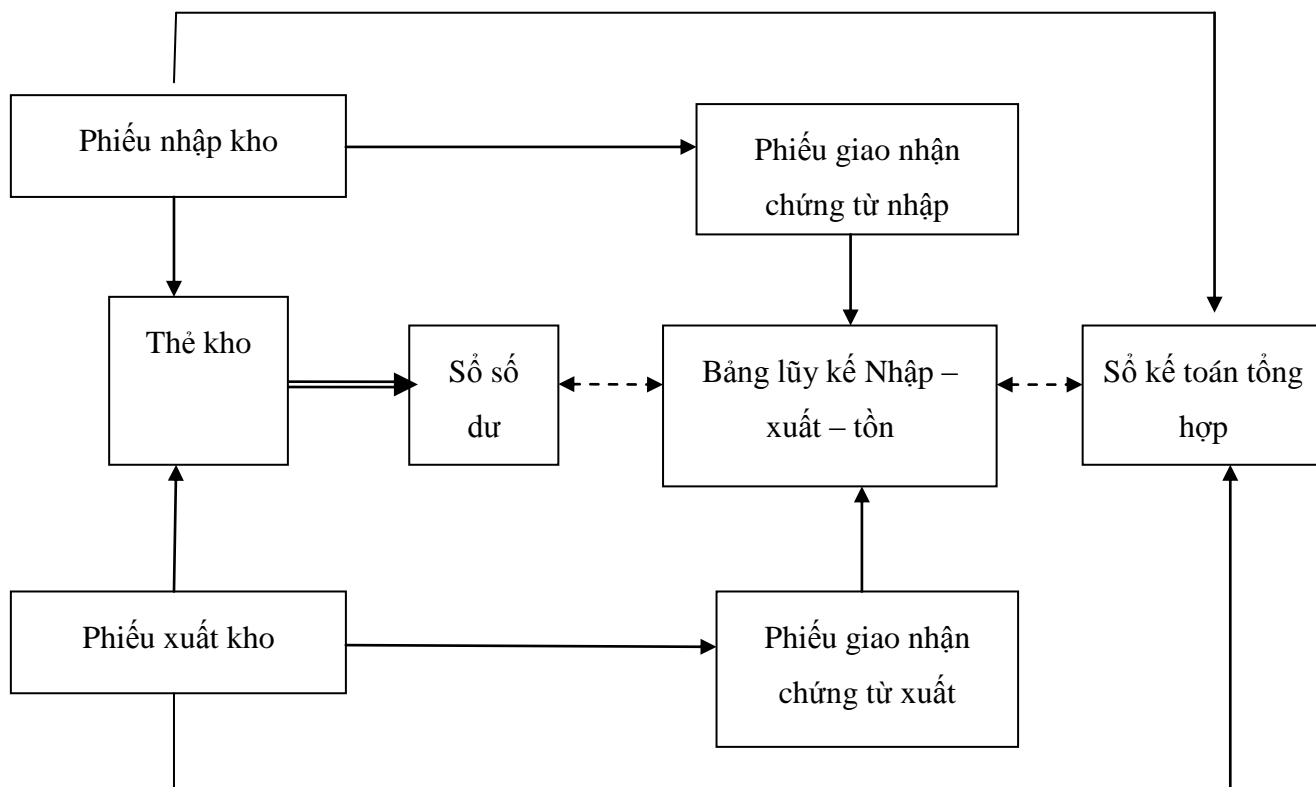 Phiếu nhập kho
Phiếu giao nhận
chứng từ nhập
Thẻ kho
Sổ số
dư
Bảng lũy kế Nhập –
xuất – tồn
Sổ kế toán tổng
hợp
Phiếu xuất kho
Phiếu giao nhận
chứng từ xuất